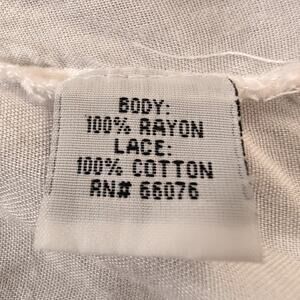 BODY:
100% RAYON
LACE:
100% COTTON
RN# 66076